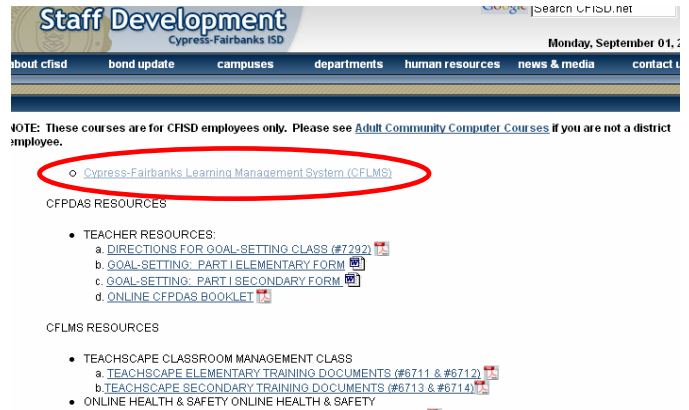 Staff Development
Search CFISD.net
Cypress-Fairbanks ISD
Monday, September 01,
about cfisd bond update campuses departments human resources news & media contact
NOTE: These courses are for CFISD employees only. Please see Adult Community Computer Courses if you are not a district
employee.
Cypress-Fairbanks Learning Management System (CFLMS)
CFPDAS RESOURCES
• TEACHER RESOURCES:
a. DIRECTIONS FOR GOAL-SETTING CLASS (#7292)
b. GOAL-SETTING: PART I ELEMENTARY FORM
c. GOAL-SETTING: PART I SECONDARY FORM
d. ONLINE CFPDAS BOOKLET
CFLMS RESOURCES
• TEACHSCAPE CLASSROOM MANAGEMENT CLASS
a. TEACHSCAPE ELEMENTARY TRAINING DOCUMENTS (#6711 & #6712)
b.TEACHSCAPE SECONDARY TRAINING DOCUMENTS (#6713 & #6714)
• ONLINE HEALTH & SAFETY ONLINE HEALTH & SAFETY